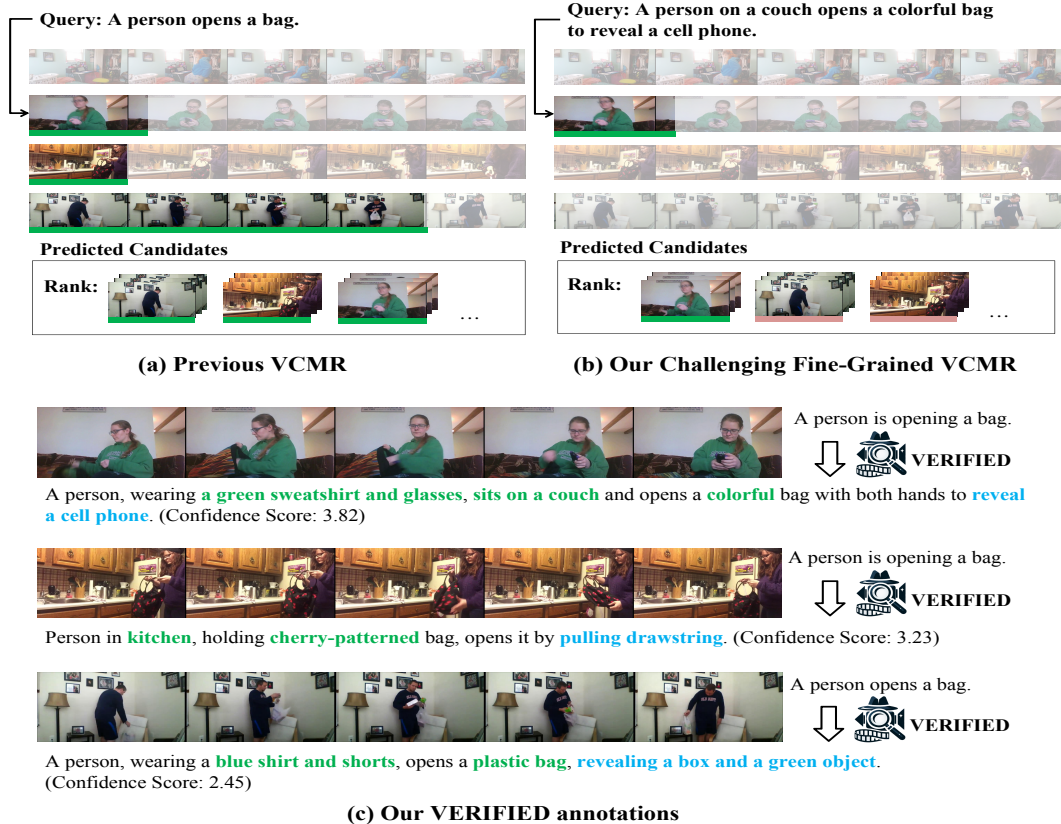 Query: A person opens a bag.
Predicted Candidates
Rank:
...
(a) Previous VCMR
Query: A person on a couch opens a colorful bag
to reveal a cell phone.
Predicted Candidates
Rank:
...
(b) Our Challenging Fine-Grained VCMR
A person is opening a bag.
VERIFIED
A person, wearing a green sweatshirt and glasses, sits on a couch and opens a colorful bag with both hands to reveal
a cell phone. (Confidence Score: 3.82)
A person is opening a bag.
VERIFIED
Person in kitchen, holding cherry-patterned bag, opens it by pulling drawstring. (Confidence Score: 3.23)
A person opens a bag.
VERIFIED
A person, wearing a blue shirt and shorts, opens a plastic bag, revealing a box and a green object.
(Confidence Score: 2.45)
(c) Our VERIFIED annotations